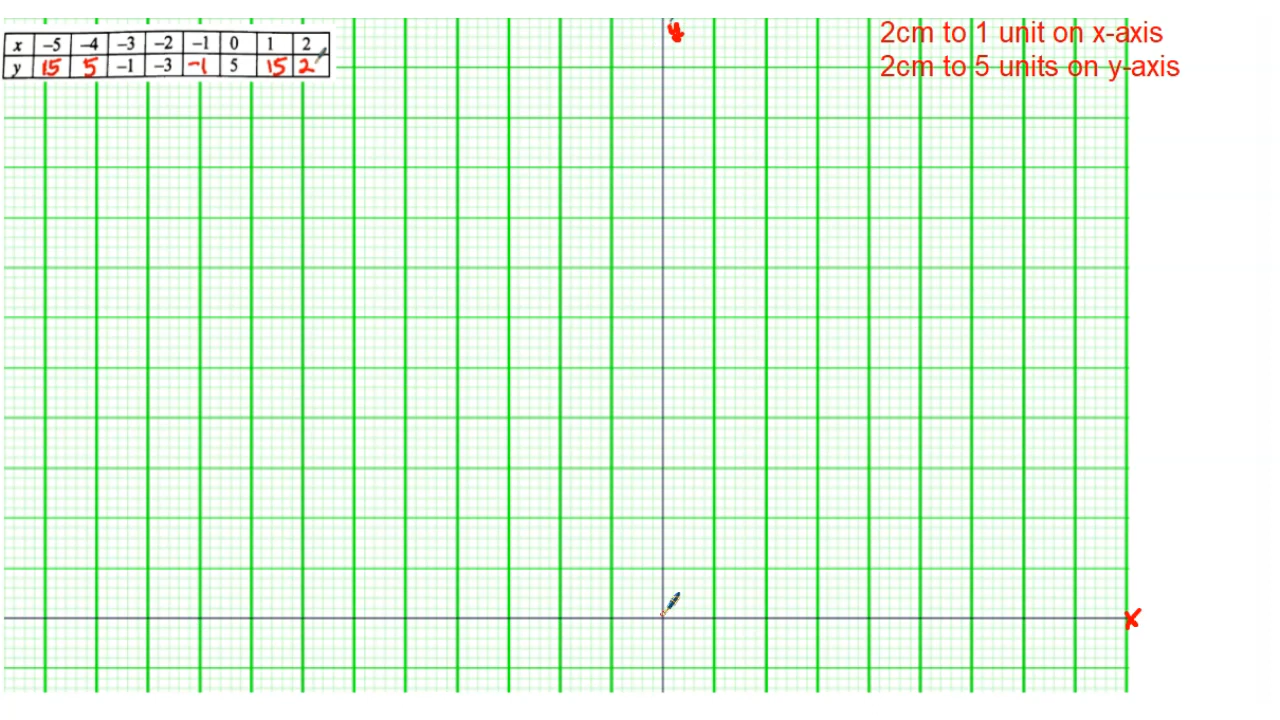 x -5 -4 -3 -2 -1 0 1 2
y 15 5 -1 -3 -1 5 15
y
2cm to 1 unit on x-axis
2cm to 5 units on y-axis
x